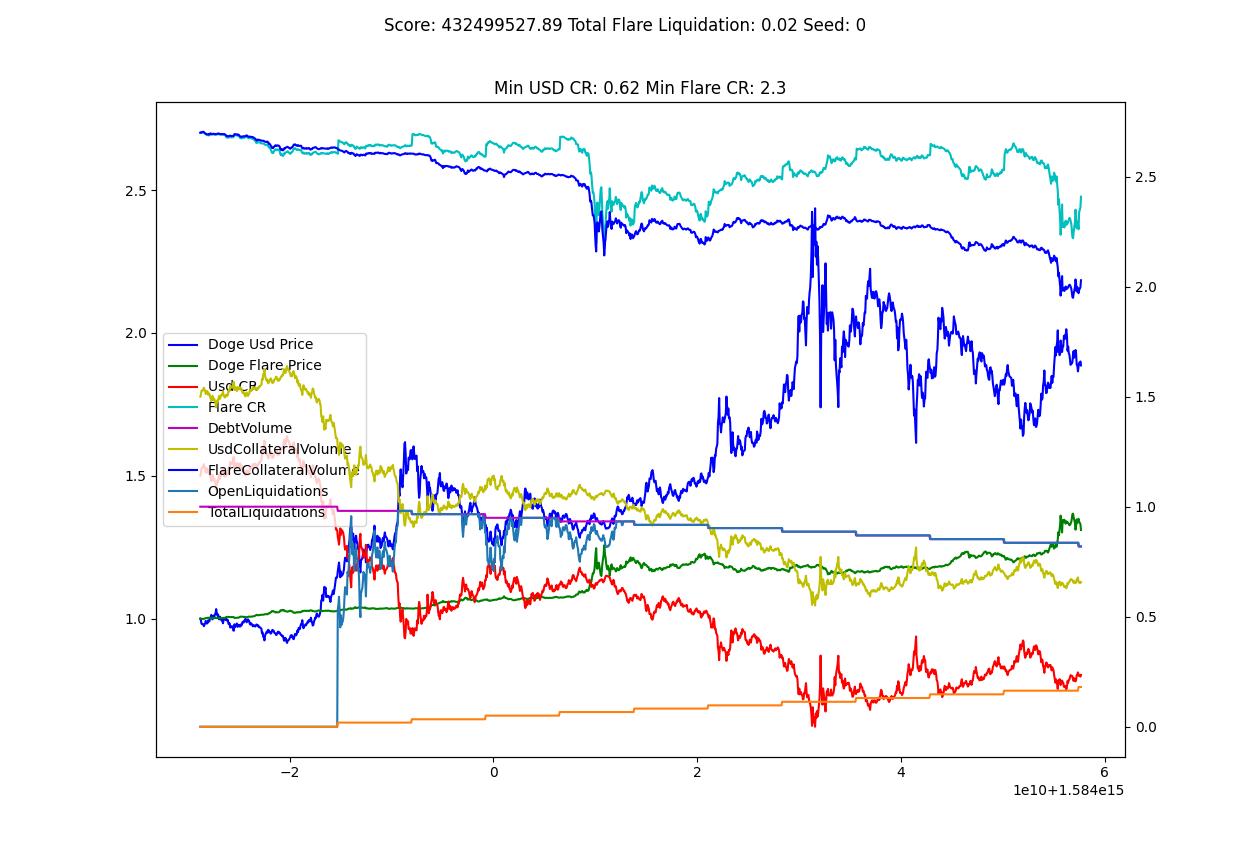 Score: 432499527.89 Total Flare Liquidation: 0.02 Seed: 0
Min USD CR: 0.62 Min Flare CR: 2.3
2.5
2.0
1.5
1.0
Doge Usd Price
Doge Flare Price
Usd CR
Flare CR
DebtVolume
UsdCollateralVolume
FlareCollateralVolume
OpenLiquidations
TotalLiquidations
2.5
2.0
1.5
1.0
0.5
0.0
−2
0
2
4
6
1e10+1.584e15